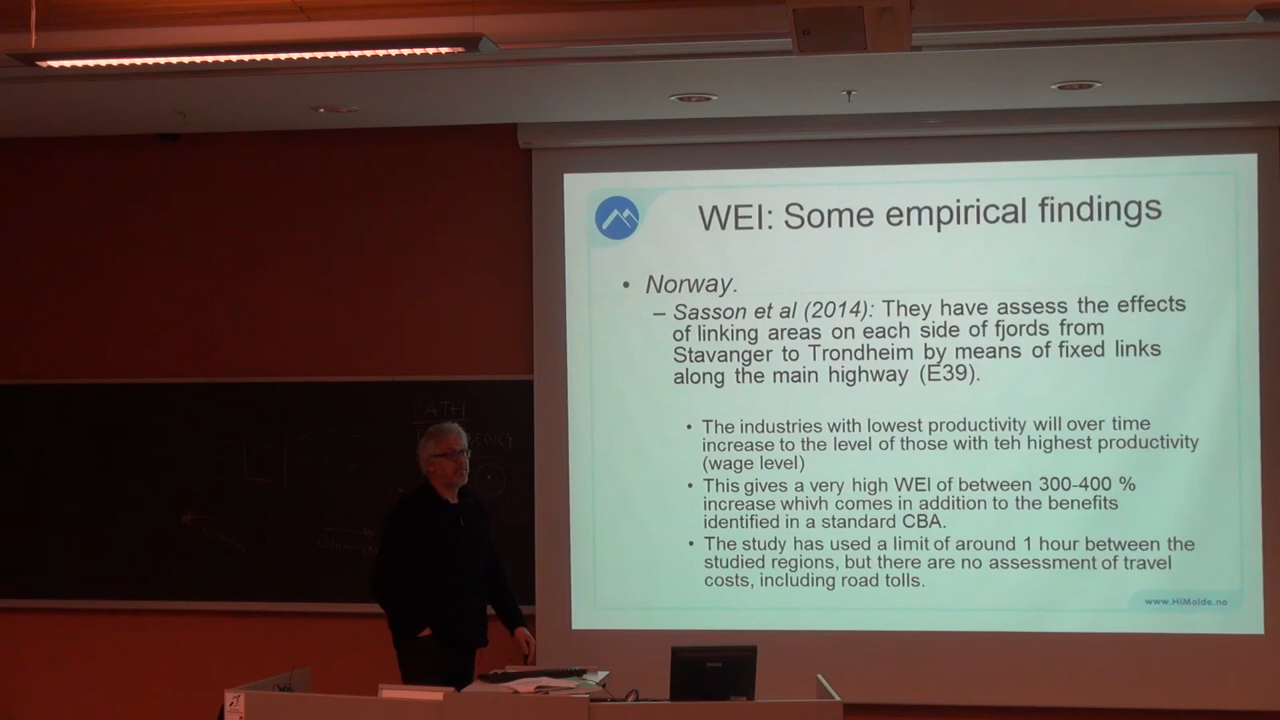 WEI: Some empirical findings
• Norway.
– Sasson et al (2014): They have assess the effects
of linking areas on each side of fjords from
Stavanger to Trondheim by means of fixed links
along the main highway (E39).
• The industries with lowest productivity will over time
increase to the level of those with teh highest productivity
(wage level)
• This gives a very high WEI of between 300-400 %
increase whivh comes in addition to the benefits
identified in a standard CBA.
• The study has used a limit of around 1 hour between the
studied regions, but there are no assessment of travel
costs, including road tolls.
www.HiMolde.no
PATH
DELL